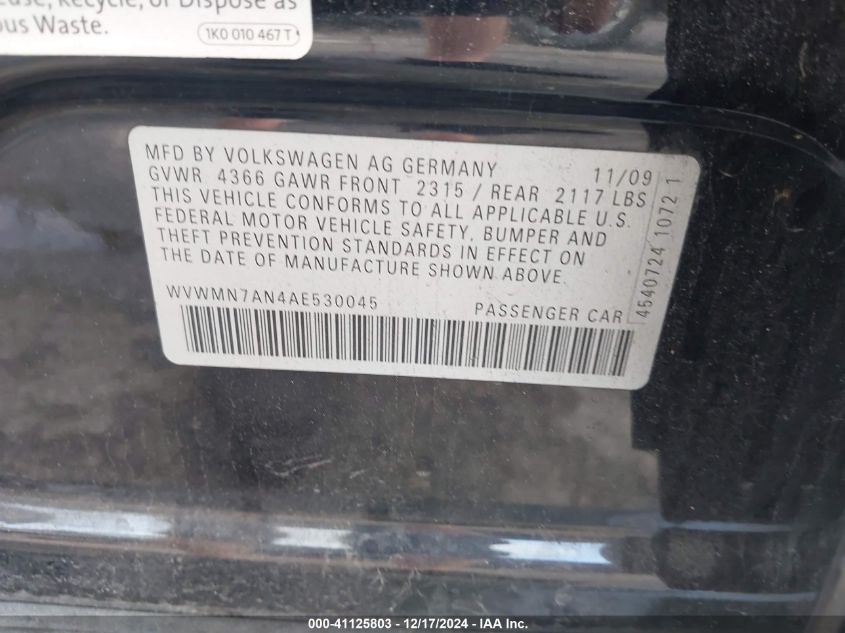 Recycle, or Dispose as
ous Waste.
1K0 010 467 T
MFD BY VOLKSWAGEN AG GERMANY 11/09
GVWR 4366 GAWR FRONT 2315 / REAR 2117 LBS
THIS VEHICLE CONFORMS TO ALL APPLICABLE U.S.
FEDERAL MOTOR VEHICLE SAFETY, BUMPER AND
THEFT PREVENTION STANDARDS IN EFFECT ON
THE DATE OF MANUFACTURE SHOWN ABOVE.
WVWMN7AN4AE530045 PASSENGER CAR
4540724 1072 1
000-41125803 - 12/17/2024 - IAA Inc.